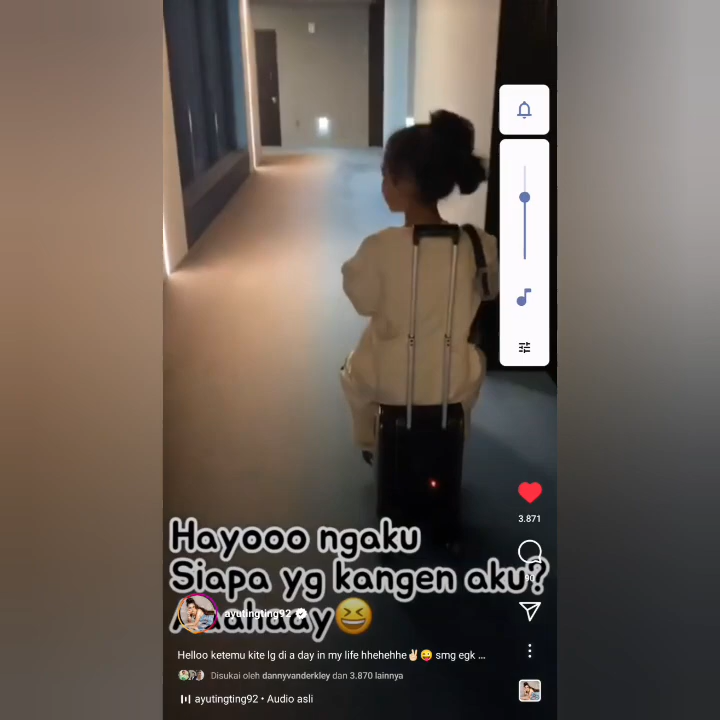 3.871
Hayooo ngaku
Siapa yg kangen aku?
90
ayutingting92
Helloo ketemu kite lg di a day in my life hhehehhe✌🏻😜 smg egk ...
Disukai oleh dannyvanderkley dan 3.870 lainnya
ayutingting92 • Audio asli